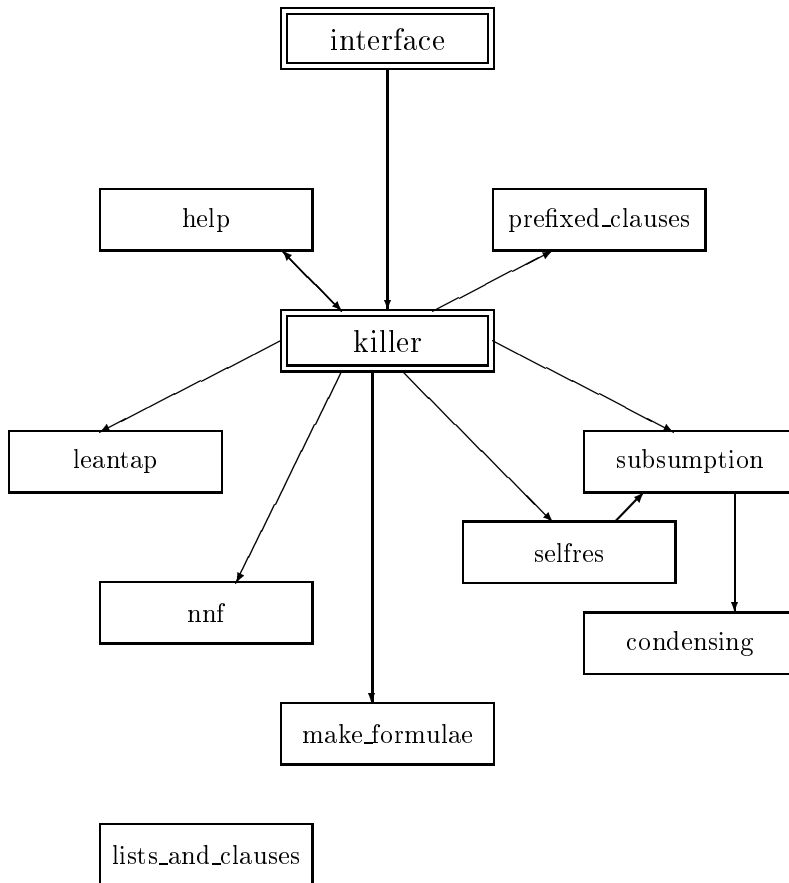 interface
help
prefixed_clauses
killer
leantap
subsumption
selfres
nnf
condensing
make_formulae
lists_and_clauses